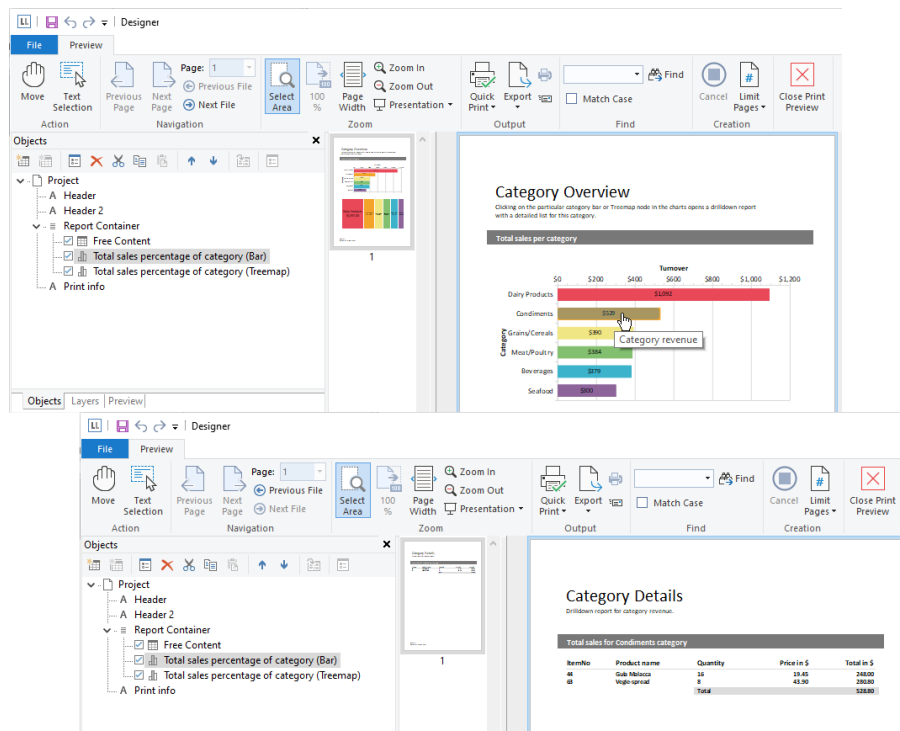 LL Designer
File Preview
Move Text Selection Previous Page Next Page Page: 1 Previous File Next File Select Area 100 % Page Width Zoom In Zoom Out Presentation Quick Print Export Find Match Case Cancel Limit Pages Close Print Preview
Action Navigation Zoom Output Find Creation
Objects
Project
A Header
A Header 2
Report Container
Free Content
Total sales percentage of category (Bar)
Total sales percentage of category (Treemap)
A Print info
Objects Layers Preview
1
Category Overview
Clicking on the particular category bar or Treemap node in the charts opens a drilldown report
with a detailed list for this category.
Total sales per category
Turnover
$0 $200 $400 $600 $800 $1,000 $1,200
Category
Dairy Products $1,092
Condiments $529
Grains/Cereals $390
Category revenue
Meat/Poultry $384
Beverages $379
Seafood $300
LL Designer
File Preview
Move Text Selection Previous Page Next Page Page: 1 Previous File Next File Select Area 100 % Page Width Zoom In Zoom Out Presentation Quick Print Export Find Match Case Cancel Limit Pages Close Print Preview
Action Navigation Zoom Output Find Creation
Objects
Project
A Header
A Header 2
Report Container
Free Content
Total sales percentage of category (Bar)
Total sales percentage of category (Treemap)
A Print info
1
Category Details
Drilldown report for category revenue.
Total sales for Condiments category
ItemNo Product name Quantity Price in $ Total in $
44 Gula Malacca 16 19.45 248.00
63 Vegie-spread 8 43.90 280.80
Total 528.80